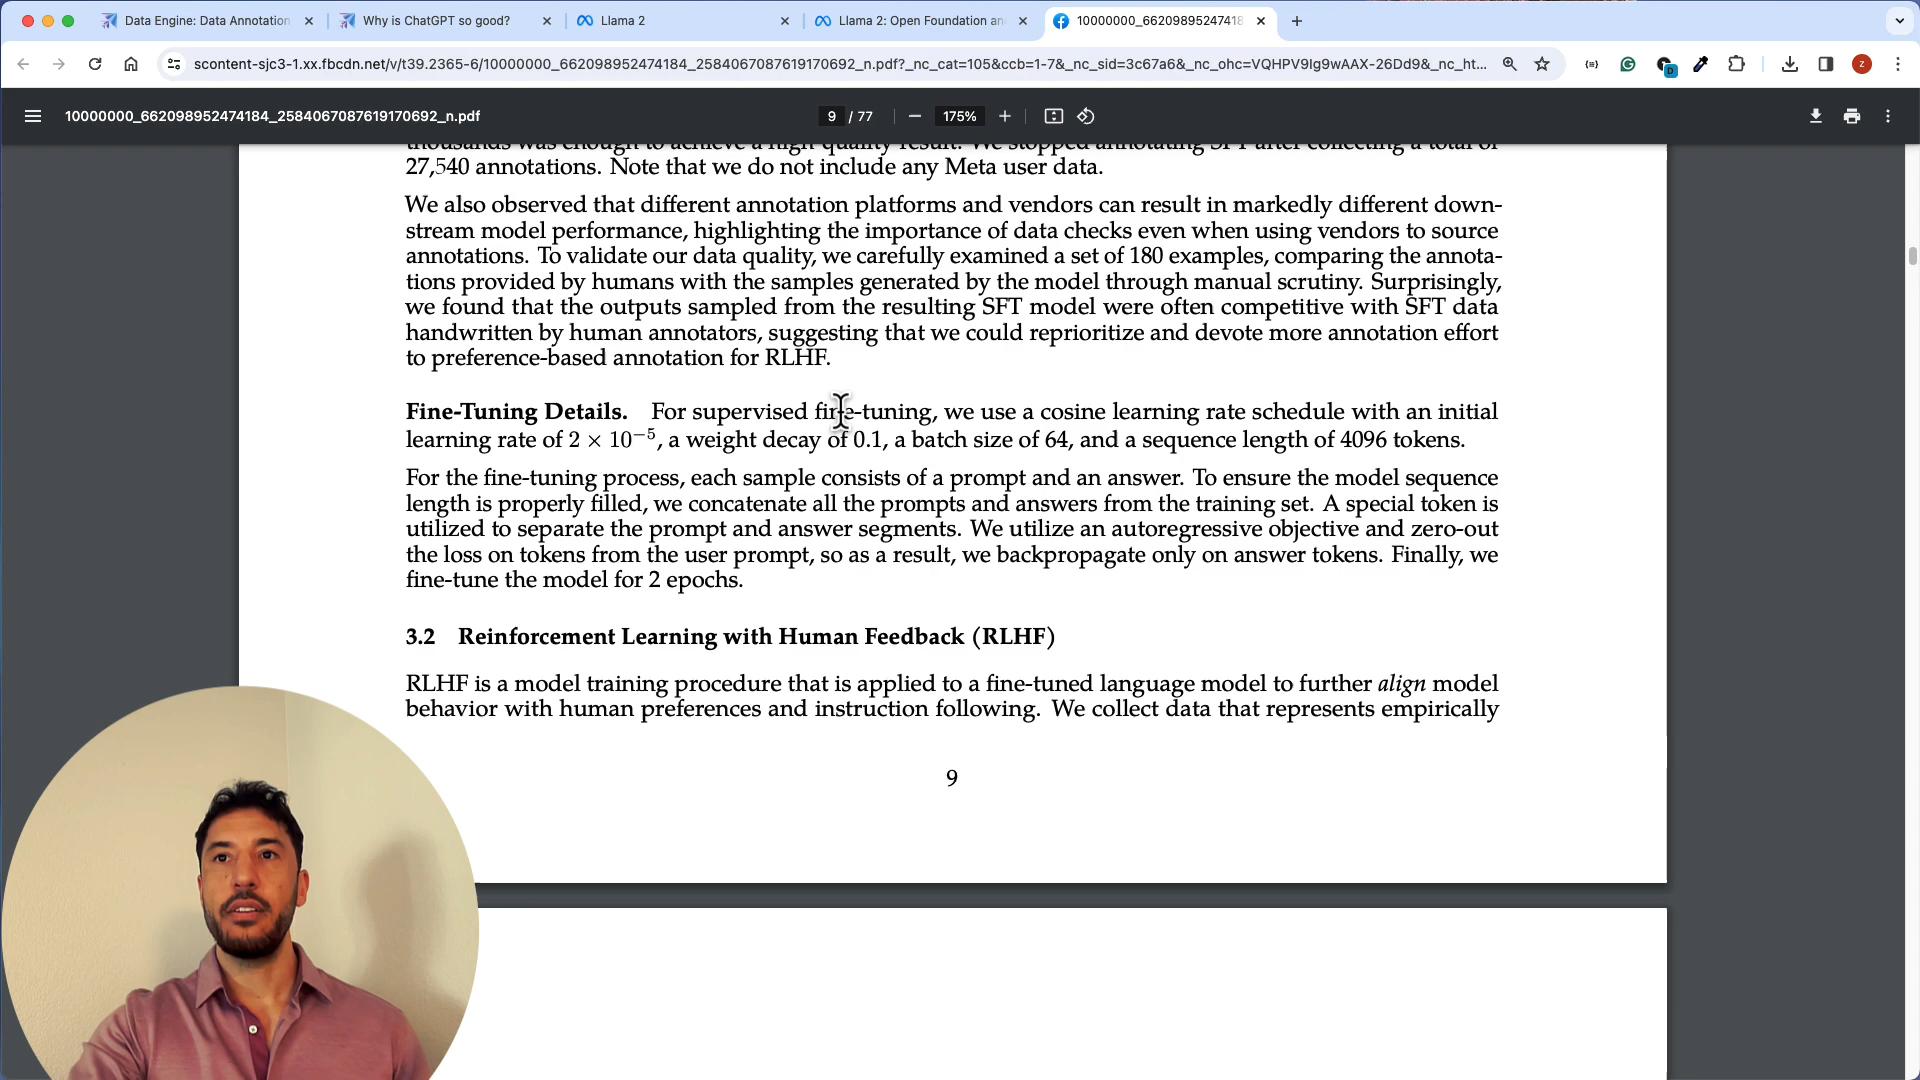 Data Engine: Data Annotation
Why is ChatGPT so good?
Llama 2
Llama 2: Open Foundation an
10000000_66209895247418
scontent-sjc3-1.xx.fbcdn.net/v/t39.2365-6/10000000_662098952474184_2584067087619170692_n.pdf?_nc_cat=105&ccb=1-7&_nc_sid=3c67a6&_nc_ohc=VQHPV9Ig9wAAX-26Dd9&_nc_ht...
10000000_662098952474184_2584067087619170692_n.pdf
9 / 77
175%
thousands was enough to achieve a high quality result. We stopped annotating SFT after collecting a total of
27,540 annotations. Note that we do not include any Meta user data.
We also observed that different annotation platforms and vendors can result in markedly different down-
stream model performance, highlighting the importance of data checks even when using vendors to source
annotations. To validate our data quality, we carefully examined a set of 180 examples, comparing the annota-
tions provided by humans with the samples generated by the model through manual scrutiny. Surprisingly,
we found that the outputs sampled from the resulting SFT model were often competitive with SFT data
handwritten by human annotators, suggesting that we could reprioritize and devote more annotation effort
to preference-based annotation for RLHF.
Fine-Tuning Details. For supervised fine-tuning, we use a cosine learning rate schedule with an initial
learning rate of 2 × 10⁻⁵, a weight decay of 0.1, a batch size of 64, and a sequence length of 4096 tokens.
For the fine-tuning process, each sample consists of a prompt and an answer. To ensure the model sequence
length is properly filled, we concatenate all the prompts and answers from the training set. A special token is
utilized to separate the prompt and answer segments. We utilize an autoregressive objective and zero-out
the loss on tokens from the user prompt, so as a result, we backpropagate only on answer tokens. Finally, we
fine-tune the model for 2 epochs.
3.2 Reinforcement Learning with Human Feedback (RLHF)
RLHF is a model training procedure that is applied to a fine-tuned language model to further align model
behavior with human preferences and instruction following. We collect data that represents empirically
9